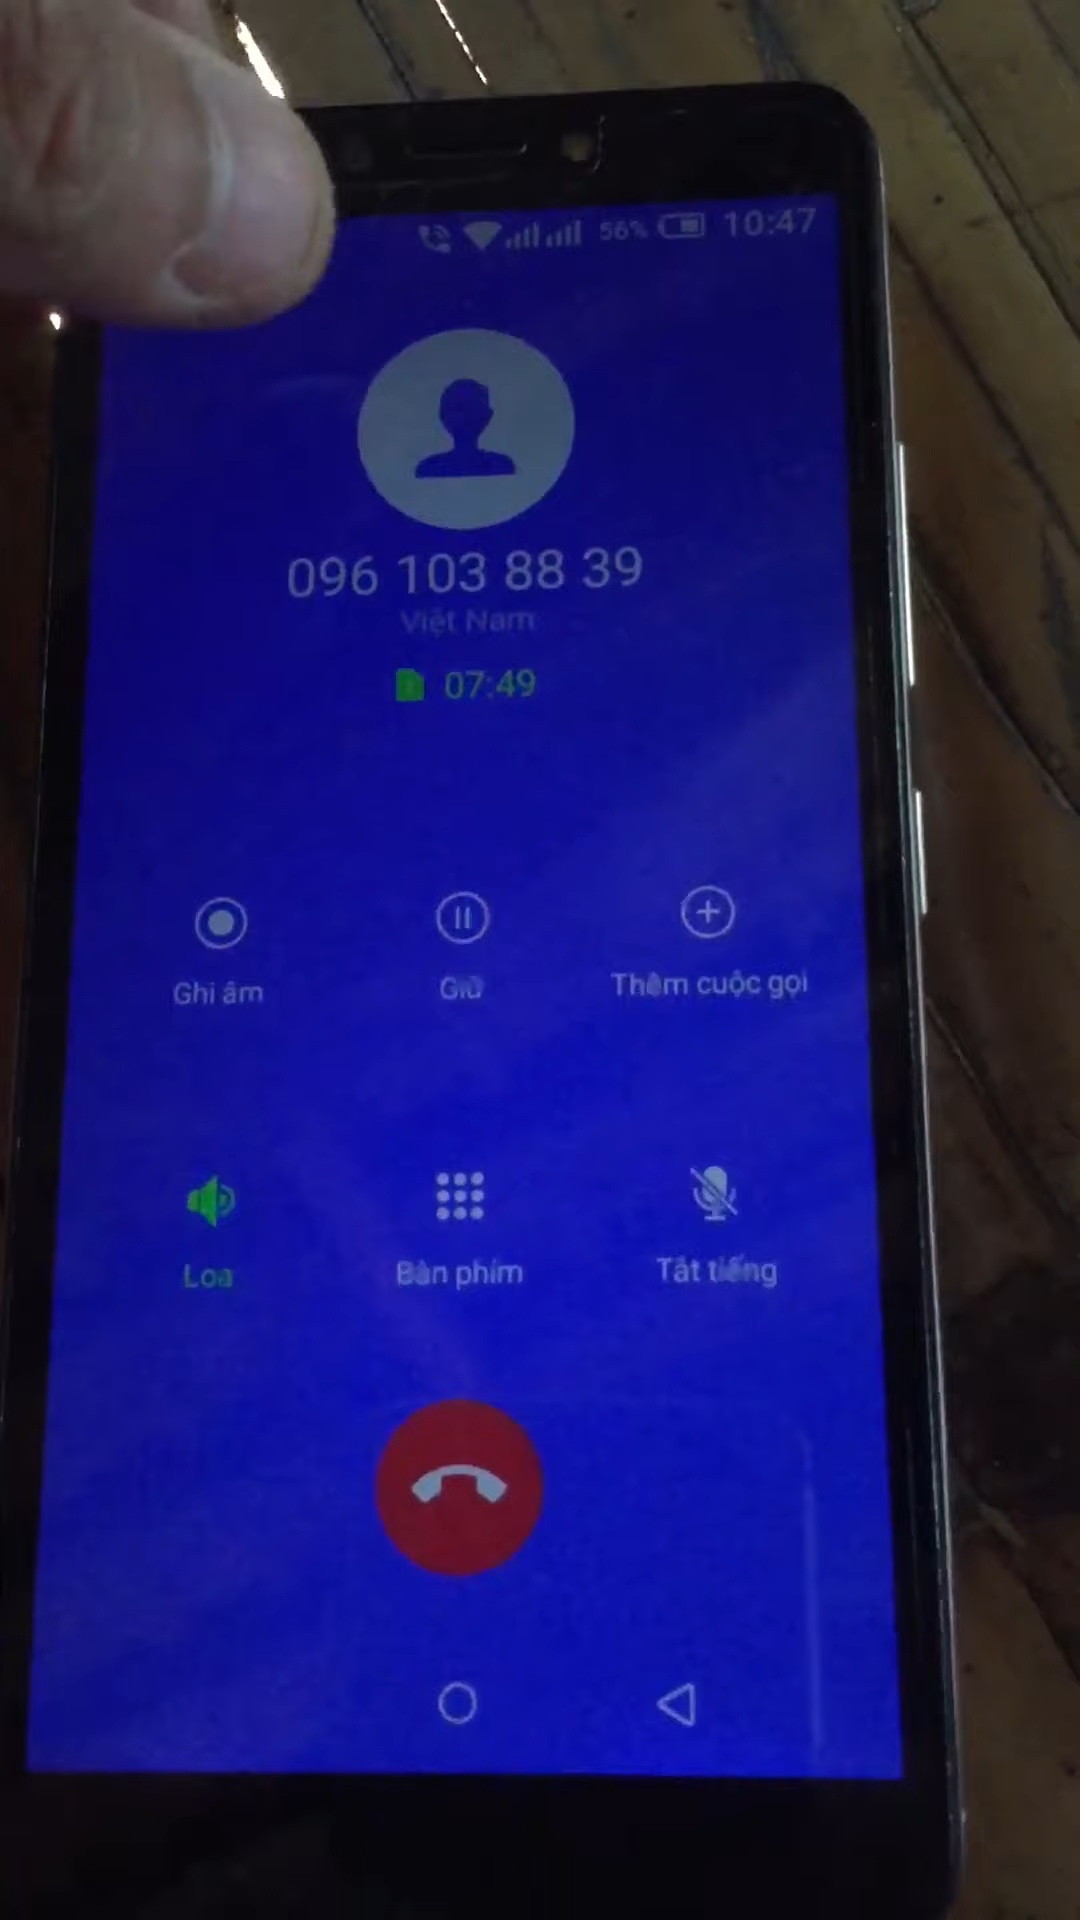 56% 10:47
096 103 88 39
Việt Nam
07:49
Ghi âm
Giữ
Thêm cuộc gọi
Loa
Bàn phím
Tắt tiếng